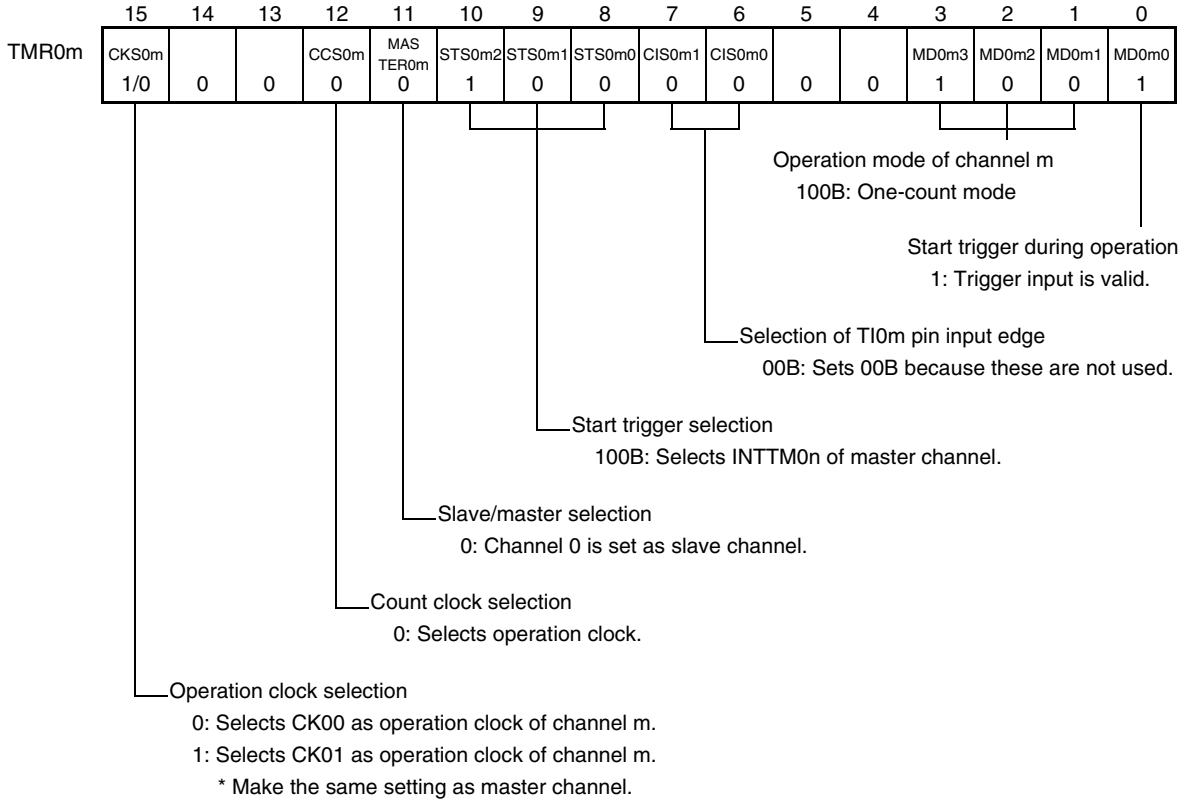 15 14 13 12 11 10 9 8 7 6 5 4 3 2 1 0
TMR0m
CKS0m CCS0m MAS TER0m STS0m2 STS0m1 STS0m0 CIS0m1 CIS0m0 MD0m3 MD0m2 MD0m1 MD0m0
1/0 0 0 0 0 1 0 0 0 0 0 0 1 0 0 1
Operation mode of channel m
100B: One-count mode
Start trigger during operation
1: Trigger input is valid.
Selection of TI0m pin input edge
00B: Sets 00B because these are not used.
Start trigger selection
100B: Selects INTTM0n of master channel.
Slave/master selection
0: Channel 0 is set as slave channel.
Count clock selection
0: Selects operation clock.
Operation clock selection
0: Selects CK00 as operation clock of channel m.
1: Selects CK01 as operation clock of channel m.
* Make the same setting as master channel.